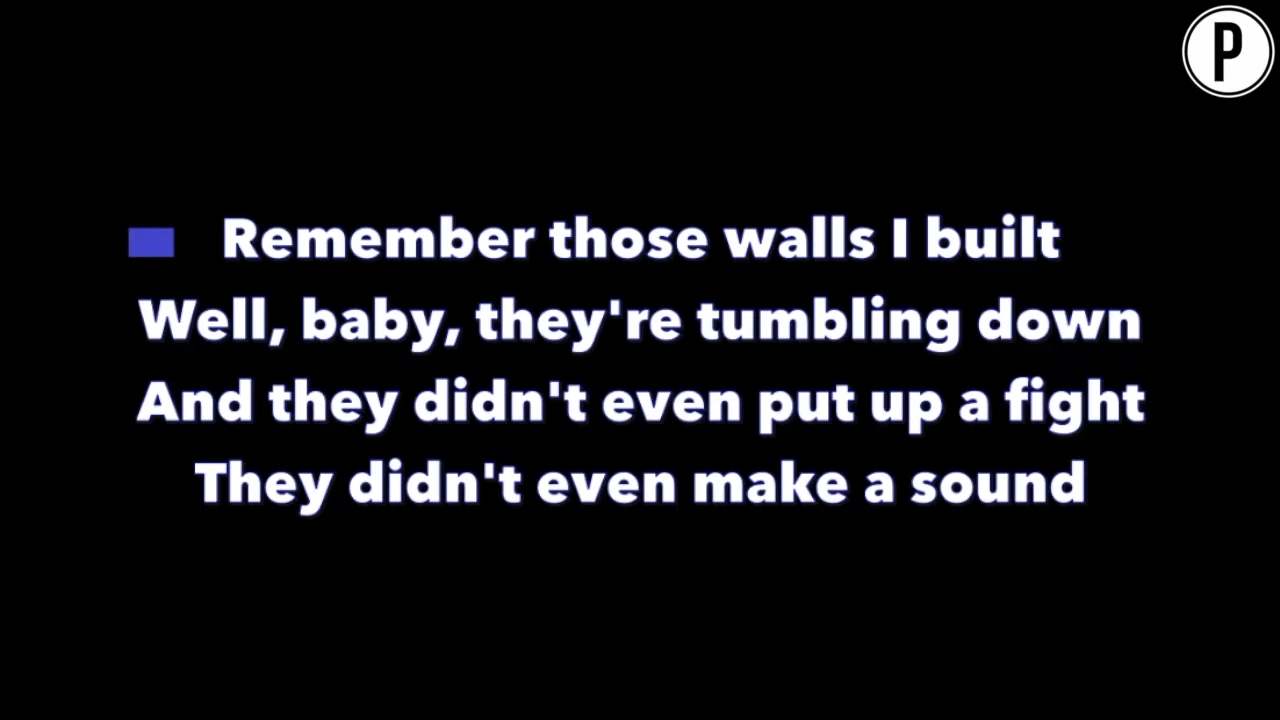 P
Remember those walls I built
Well, baby, they're tumbling down
And they didn't even put up a fight
They didn't even make a sound